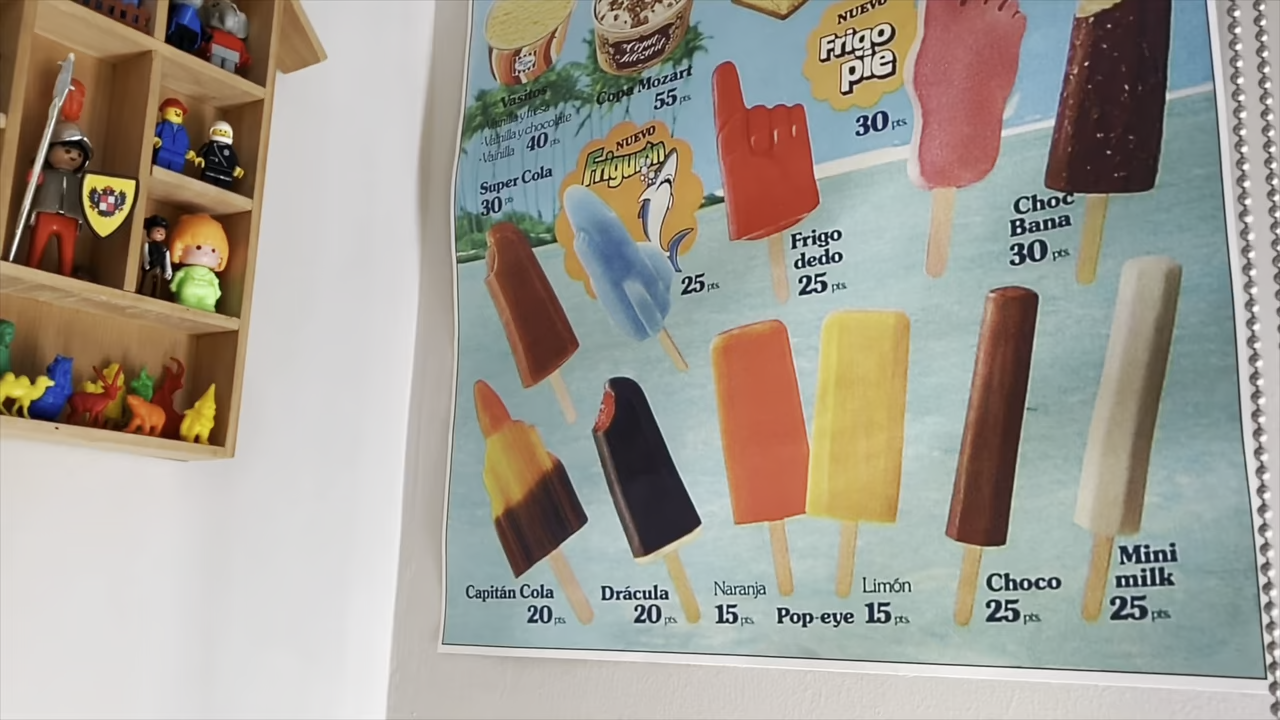 NUEVO
Frigo
pie
30 pts.
Copa Mozart
Copa Mozart
55 pts.
Vasitos
-Vainilla y fresa
-Vainilla y chocolate
-Vainilla 40 pts.
Super Cola
30 pts.
NUEVO
Frigurón
25 pts.
Frigo
dedo
25 pts.
Choc
Bana
30 pts.
Capitán Cola
20 pts.
Drácula
20 pts.
Naranja
15 pts.
Pop-eye
Limón
15 pts.
Choco
25 pts.
Mini
milk
25 pts.